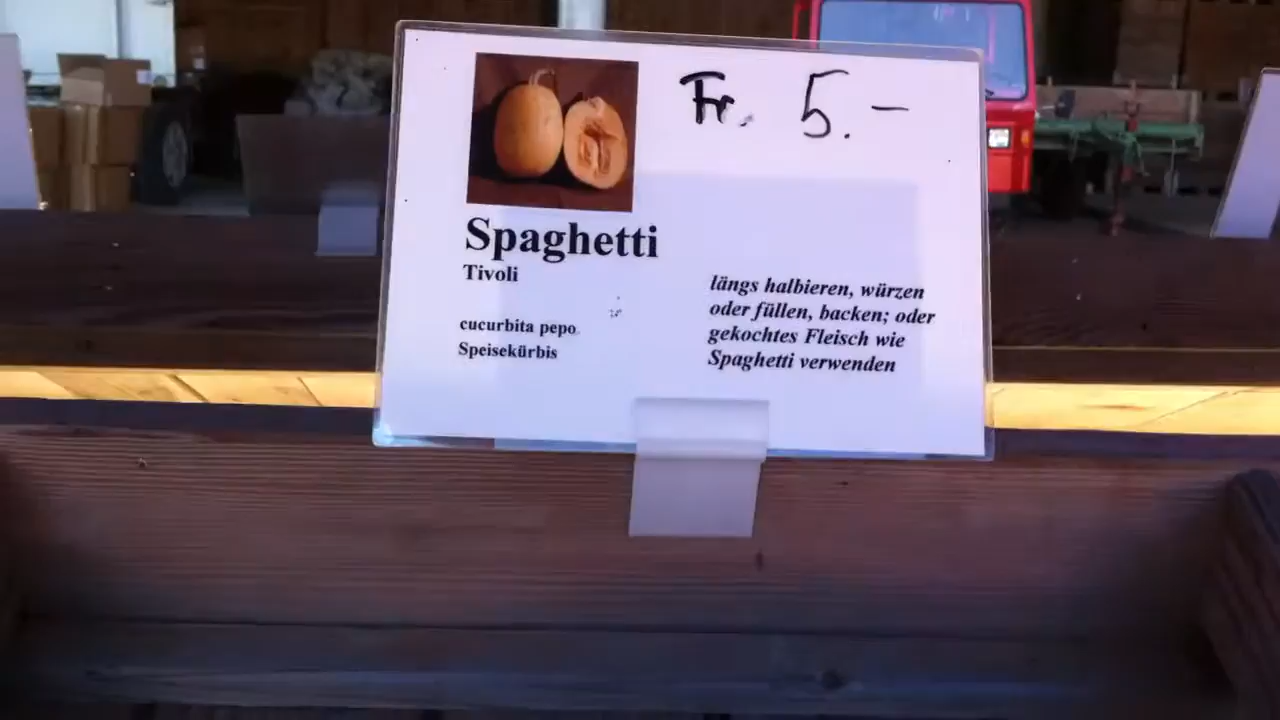 Fr. 5.-
Spaghetti
Tivoli
cucurbita pepo
Speisekürbis
längs halbieren, würzen
oder füllen, backen; oder
gekochtes Fleisch wie
Spaghetti verwenden